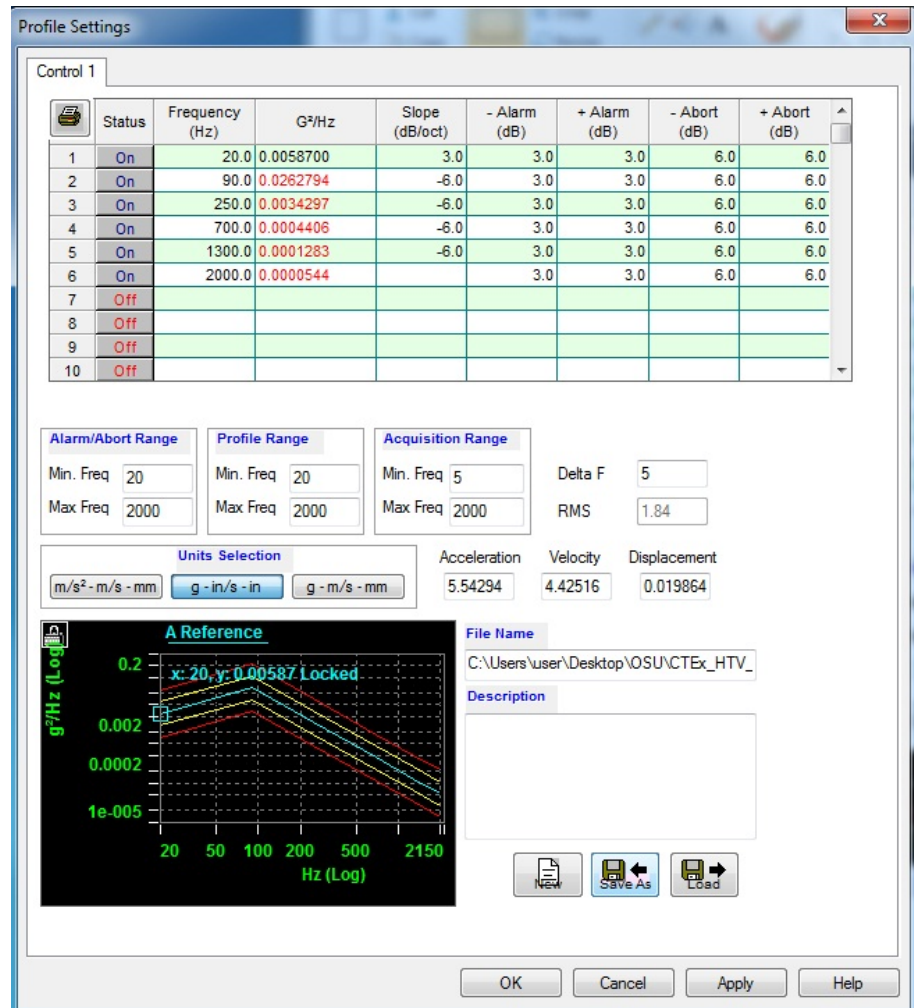 Profile Settings
Control 1
Status Frequency (Hz) G²/Hz Slope (dB/oct) - Alarm (dB) + Alarm (dB) - Abort (dB) + Abort (dB)
1 On 20.0 0.0058700 3.0 3.0 3.0 6.0 6.0
2 On 90.0 0.0262794 -6.0 3.0 3.0 6.0 6.0
3 On 250.0 0.0034297 -6.0 3.0 3.0 6.0 6.0
4 On 700.0 0.0004406 -6.0 3.0 3.0 6.0 6.0
5 On 1300.0 0.0001283 -6.0 3.0 3.0 6.0 6.0
6 On 2000.0 0.0000544 3.0 3.0 6.0 6.0
7 Off
8 Off
9 Off
10 Off
Alarm/Abort Range Profile Range Acquisition Range
Min. Freq 20 Min. Freq 20 Min. Freq 5 Delta F 5
Max Freq 2000 Max Freq 2000 Max Freq 2000 RMS 1.84
Units Selection Acceleration Velocity Displacement
m/s² - m/s - mm g - in/s - in g - m/s - mm 5.54294 4.42516 0.019864
A Reference
x: 20, y: 0.00587 Locked
g²/Hz (Log)
0.2
0.002
0.0002
1e-005
20 50 100 200 500 2150
Hz (Log)
File Name
C:\Users\user\Desktop\OSU\CTEx_HTV_
Description
New Save As Load
OK Cancel Apply Help